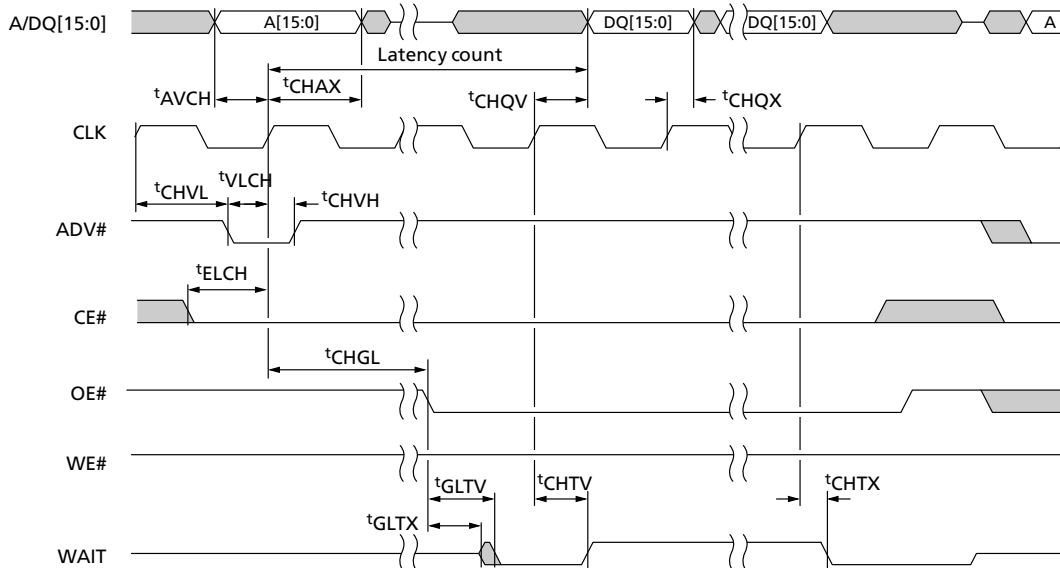 A/DQ[15:0] A[15:0] DQ[15:0] DQ[15:0] A
Latency count
tAVCH tCHAX tCHQV tCHQX
CLK
tCHVL tVLCH tCHVH
ADV#
tELCH
CE#
tCHGL
OE#
WE#
tGLTV tCHTV tCHTX
tGLTX
WAIT